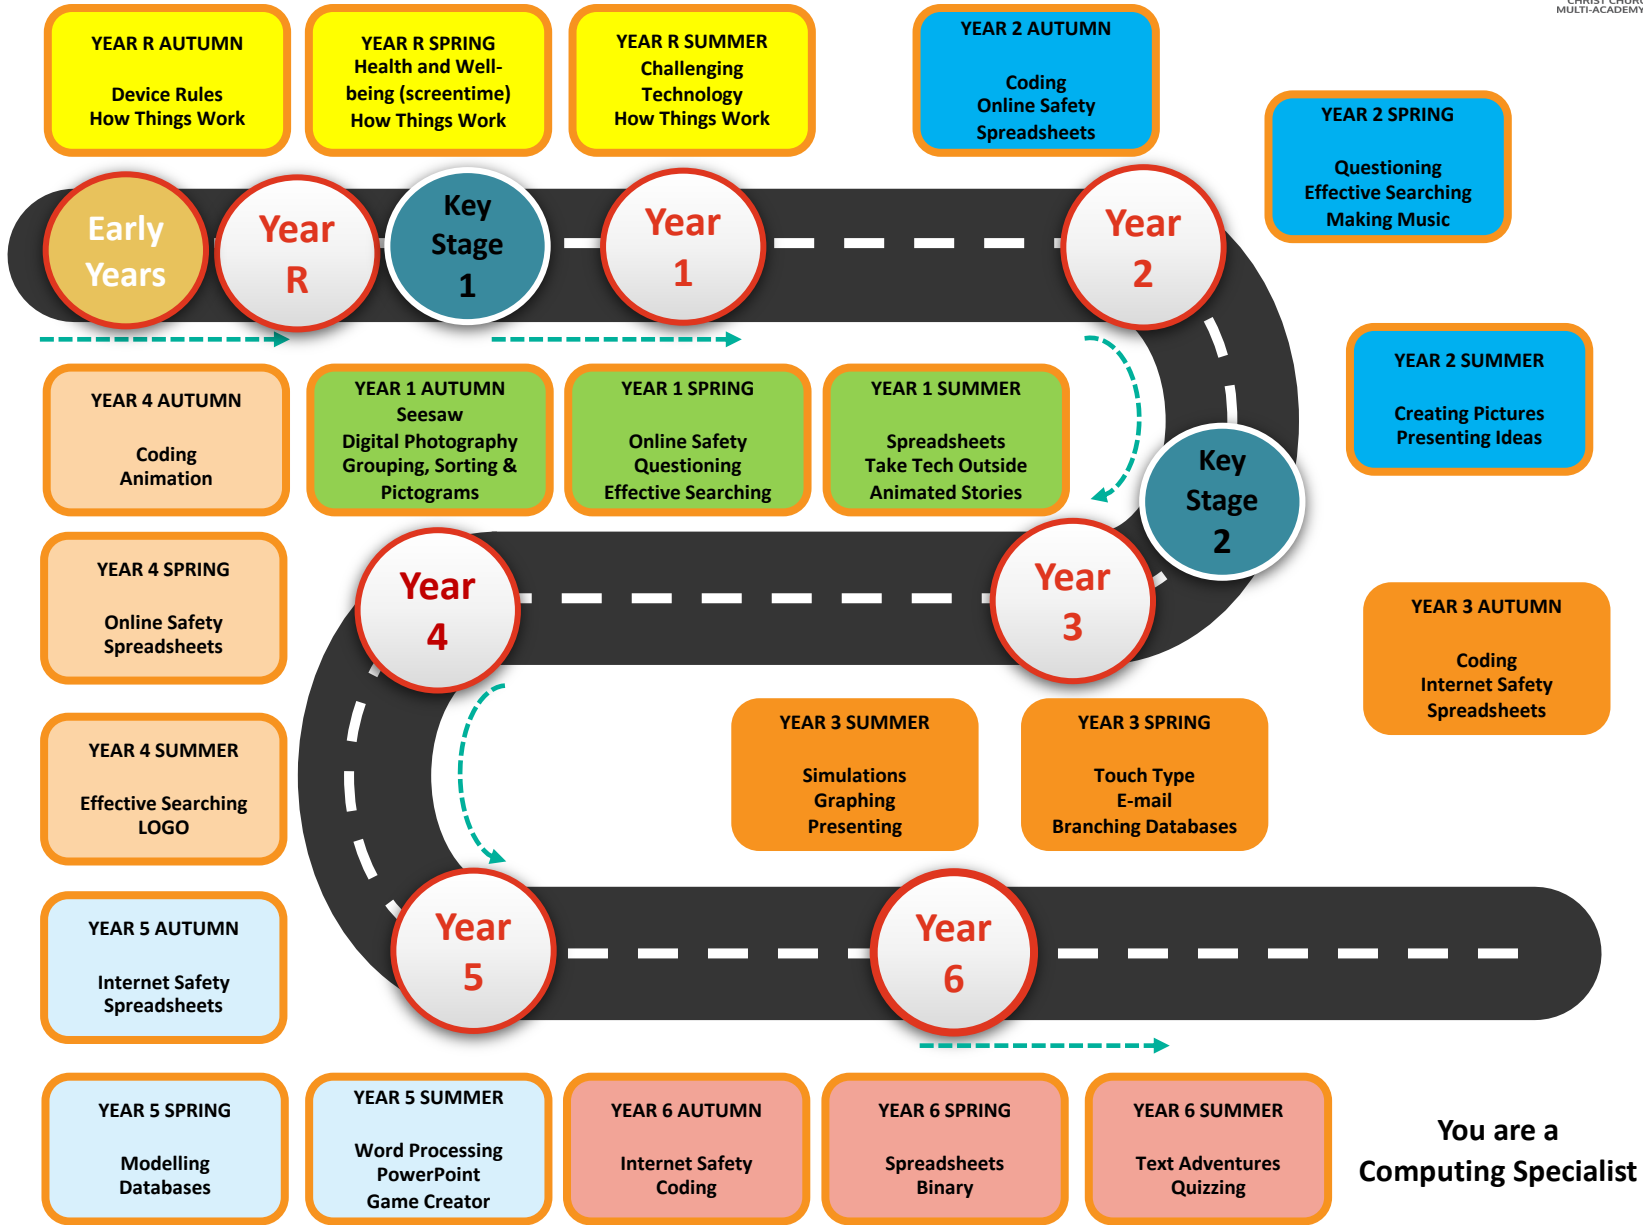 CHRIST CHURCH
MULTI-ACADEMY
YEAR R AUTUMN
Device Rules
How Things Work
YEAR R SPRING
Health and Well-
being (screentime)
How Things Work
YEAR R SUMMER
Challenging
Technology
How Things Work
YEAR 2 AUTUMN
Coding
Online Safety
Spreadsheets
YEAR 2 SPRING
Questioning
Effective Searching
Making Music
Early
Years
Year
R
Key
Stage
1
Year
1
Year
2
YEAR 2 SUMMER
Creating Pictures
Presenting Ideas
YEAR 4 AUTUMN
Coding
Animation
YEAR 1 AUTUMN
Seesaw
Digital Photography
Grouping, Sorting &
Pictograms
YEAR 1 SPRING
Online Safety
Questioning
Effective Searching
YEAR 1 SUMMER
Spreadsheets
Take Tech Outside
Animated Stories
Key
Stage
2
YEAR 4 SPRING
Online Safety
Spreadsheets
Year
4
Year
3
YEAR 3 AUTUMN
Coding
Internet Safety
Spreadsheets
YEAR 4 SUMMER
Effective Searching
LOGO
YEAR 3 SUMMER
Simulations
Graphing
Presenting
YEAR 3 SPRING
Touch Type
E-mail
Branching Databases
YEAR 5 AUTUMN
Internet Safety
Spreadsheets
Year
5
Year
6
YEAR 5 SPRING
Modelling
Databases
YEAR 5 SUMMER
Word Processing
PowerPoint
Game Creator
YEAR 6 AUTUMN
Internet Safety
Coding
YEAR 6 SPRING
Spreadsheets
Binary
YEAR 6 SUMMER
Text Adventures
Quizzing
You are a
Computing Specialist